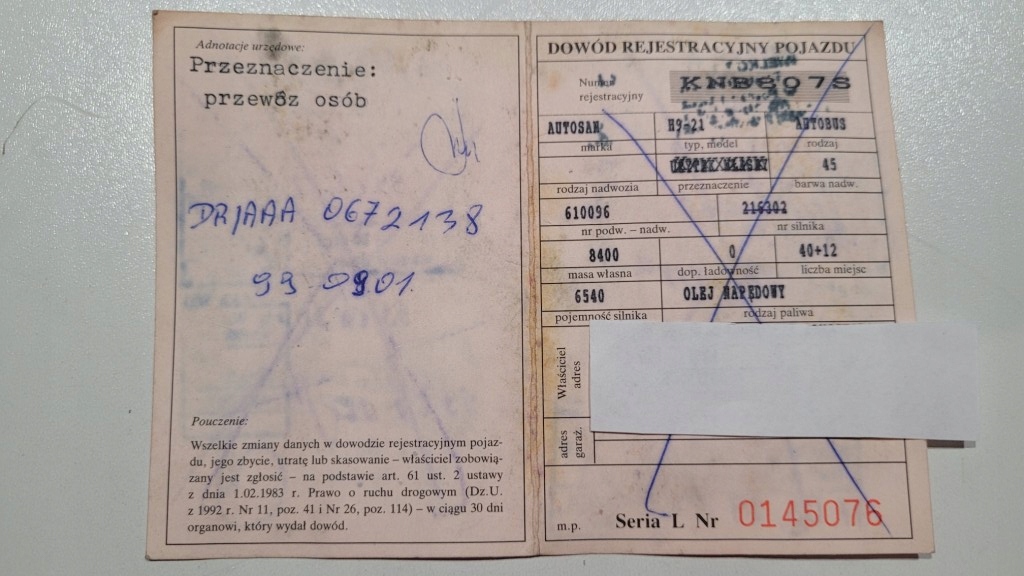 Adnotacje urzędowe:
Przeznaczenie:
przewóz osób
DR/AAA 0672138
99 0901
Pouczenie:
Wszelkie zmiany danych w dowodzie rejestracyjnym pojaz-
du, jego zbycie, utratę lub skasowanie – właściciel zobowią-
zany jest zgłosić – na podstawie art. 61 ust. 2 ustawy
z dnia 1.02.1983 r. Prawo o ruchu drogowym (Dz.U.
z 1992 r. Nr 11, poz. 41 i Nr 26, poz. 114) – w ciągu 30 dni
organowi, który wydał dowód.
DOWÓD REJESTRACYJNY POJAZDU
Numer
rejestracyjny
KNB607S
AUTOSAN H9-21 AUTOBUS
marka typ, model rodzaj
45
rodzaj nadwozia przeznaczenie barwa nadw.
610096 216302
nr podw. – nadw. nr silnika
8400 0 40+12
masa własna dop. ładowność liczba miejsc
6540 OLEJ NAPĘDOWY
pojemność silnika rodzaj paliwa
Właściciel
adres
adres
garaż.
m.p. Seria L Nr 0145076